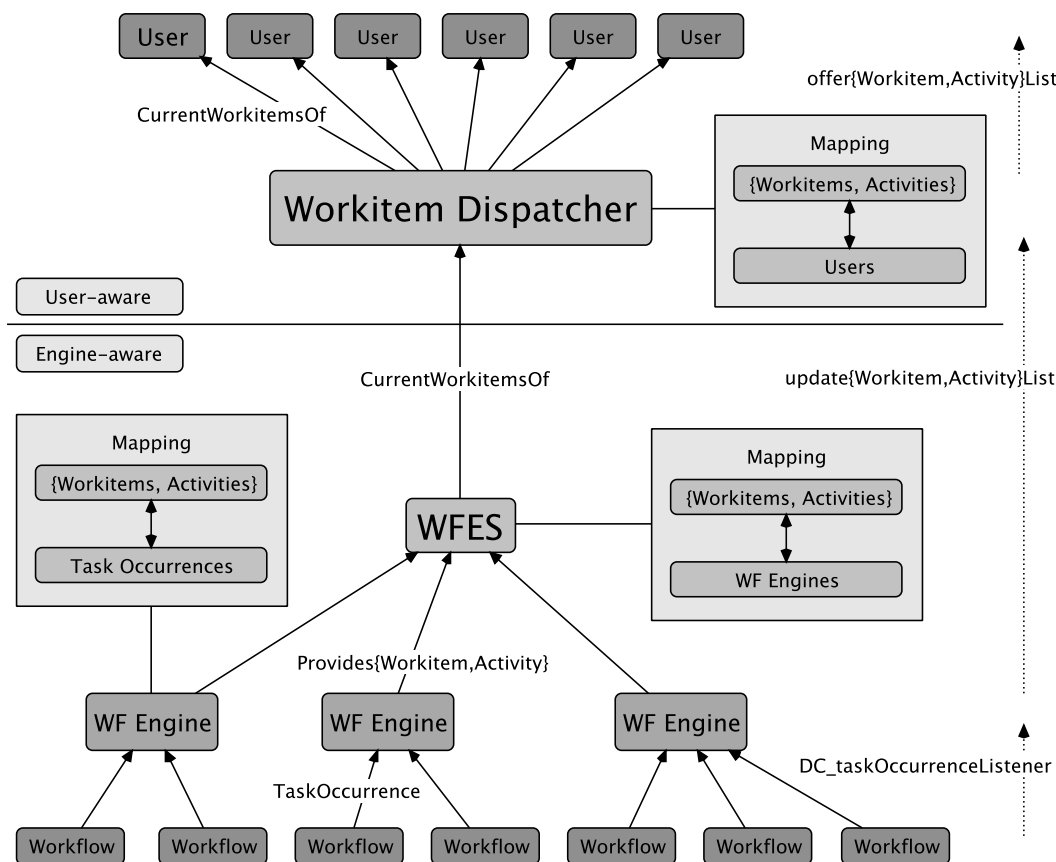 User
User
User
User
User
User
offer{Workitem,Activity}List
CurrentWorkitemsOf
Mapping
{Workitems, Activities}
Users
Workitem Dispatcher
User-aware
Engine-aware
CurrentWorkitemsOf
update{Workitem,Activity}List
Mapping
{Workitems, Activities}
Task Occurrences
Mapping
{Workitems, Activities}
WF Engines
WFES
Provides{Workitem,Activity}
WF Engine
WF Engine
WF Engine
DC_taskOccurrenceListener
TaskOccurrence
Workflow
Workflow
Workflow
Workflow
Workflow
Workflow
Workflow